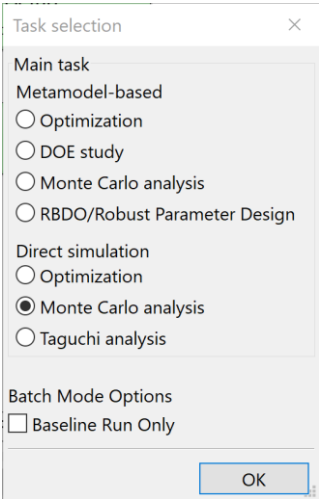 Task selection
Main task
Metamodel-based
Optimization
DOE study
Monte Carlo analysis
RBDO/Robust Parameter Design
Direct simulation
Optimization
Monte Carlo analysis
Taguchi analysis
Batch Mode Options
Baseline Run Only
OK